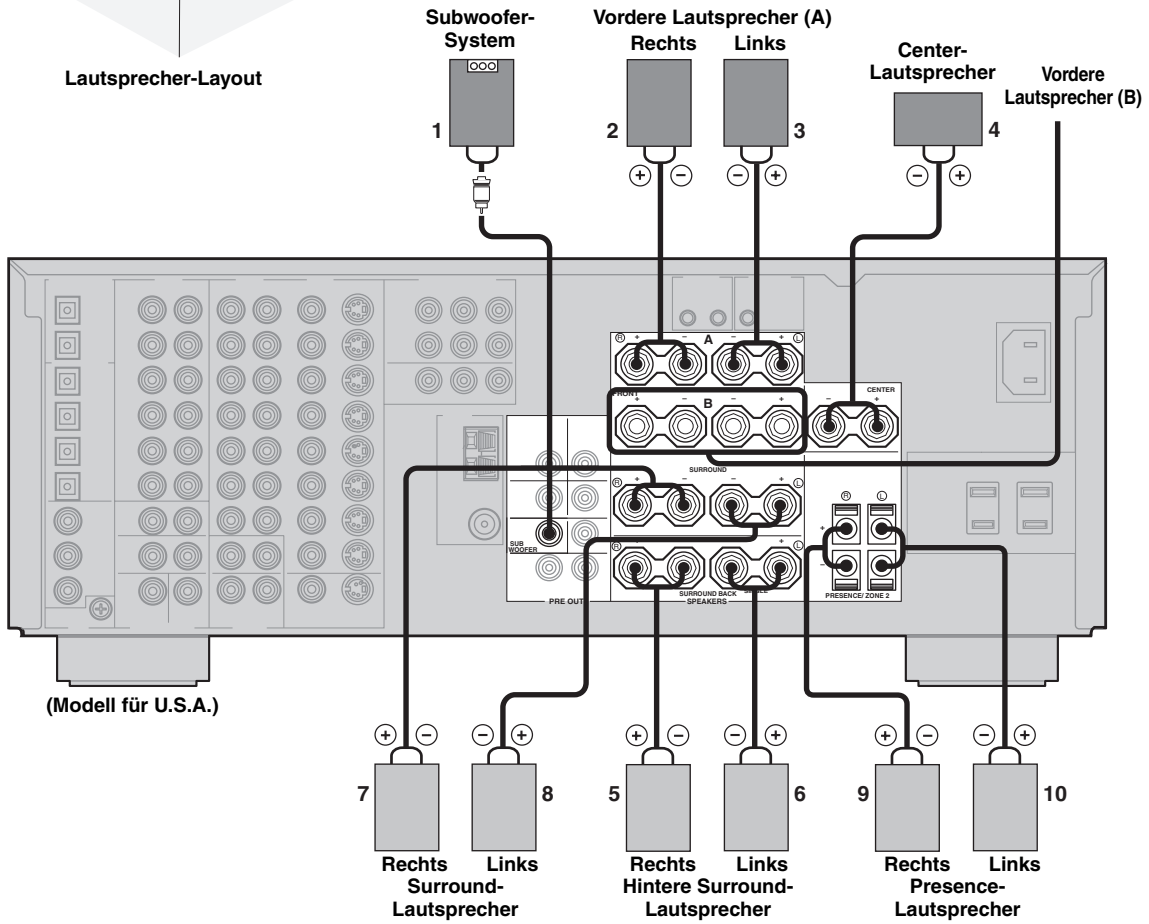 Subwoofer-
System
Vordere Lautsprecher (A)
Rechts Links
Center-
Lautsprecher
Vordere
Lautsprecher (B)
Lautsprecher-Layout
1
2
3
4
+ − − + − +
R + − A − + L
FRONT
+ − B − +
CENTER
− +
SURROUND
R + − − + L
R L
+
−
SUB
WOOFER
R + − − + L
PRE OUT
SURROUND BACK
SPEAKERS
SINGLE
PRESENCE/ ZONE 2
(Modell für U.S.A.)
+ − − + + − − + + − − +
7 8 5 6 9 10
Rechts Links
Surround-
Lautsprecher
Rechts Links
Hintere Surround-
Lautsprecher
Rechts Links
Presence-
Lautsprecher